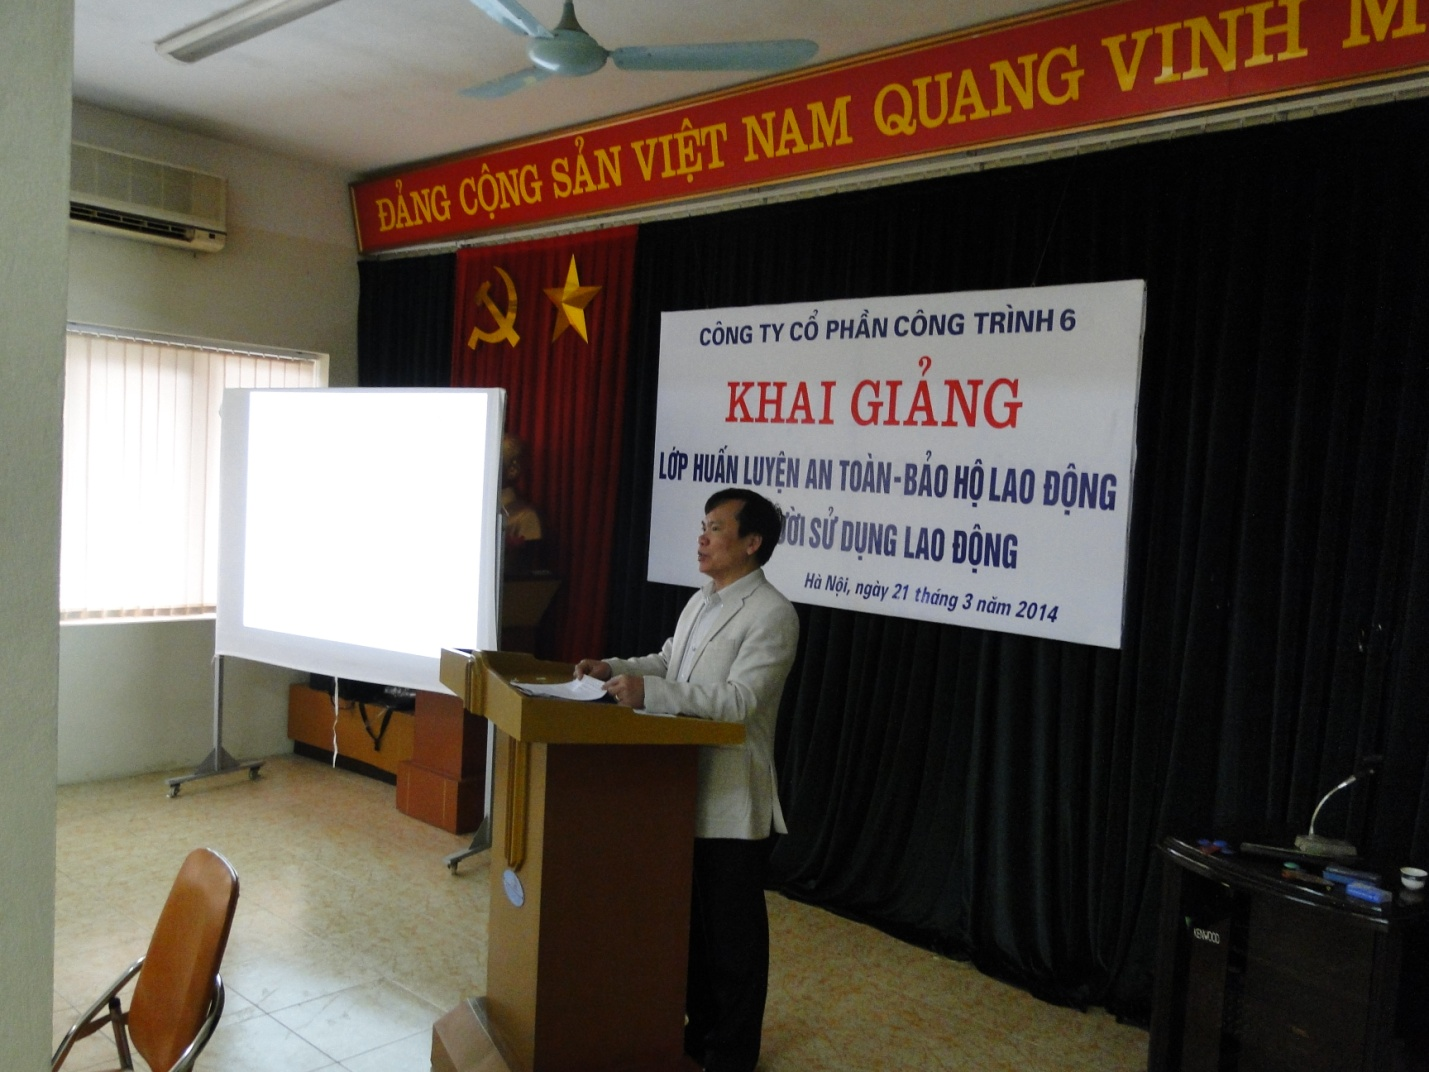 ĐẢNG CỘNG SẢN VIỆT NAM QUANG VINH M
CÔNG TY CỔ PHẦN CÔNG TRÌNH 6
KHAI GIẢNG
LỚP HUẤN LUYỆN AN TOÀN-BẢO HỘ LAO ĐỘNG
ƯỜI SỬ DỤNG LAO ĐỘNG
Hà Nội, ngày 21 tháng 3 năm 2014
KENWOOD